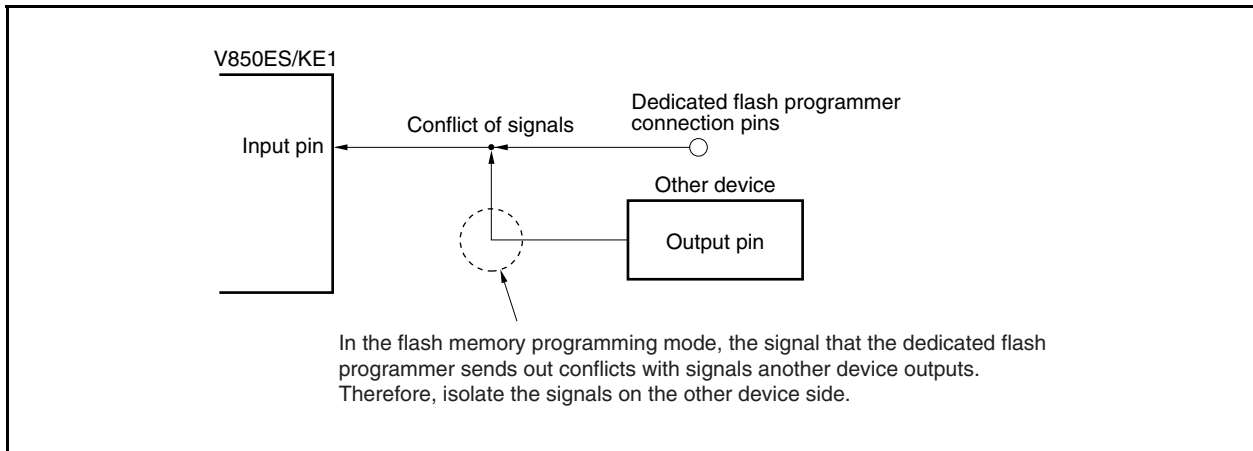 V850ES/KE1
Dedicated flash programmer
connection pins
Conflict of signals
Input pin
Other device
Output pin
In the flash memory programming mode, the signal that the dedicated flash
programmer sends out conflicts with signals another device outputs.
Therefore, isolate the signals on the other device side.